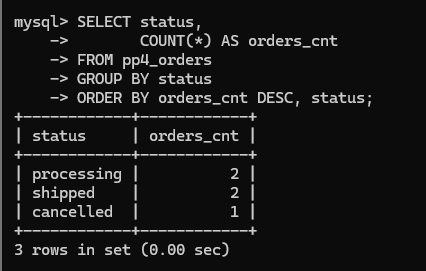 mysql> SELECT status,
    ->        COUNT(*) AS orders_cnt
    -> FROM pp4_orders
    -> GROUP BY status
    -> ORDER BY orders_cnt DESC, status;
+------------+------------+
| status     | orders_cnt |
+------------+------------+
| processing |          2 |
| shipped    |          2 |
| cancelled  |          1 |
+------------+------------+
3 rows in set (0.00 sec)